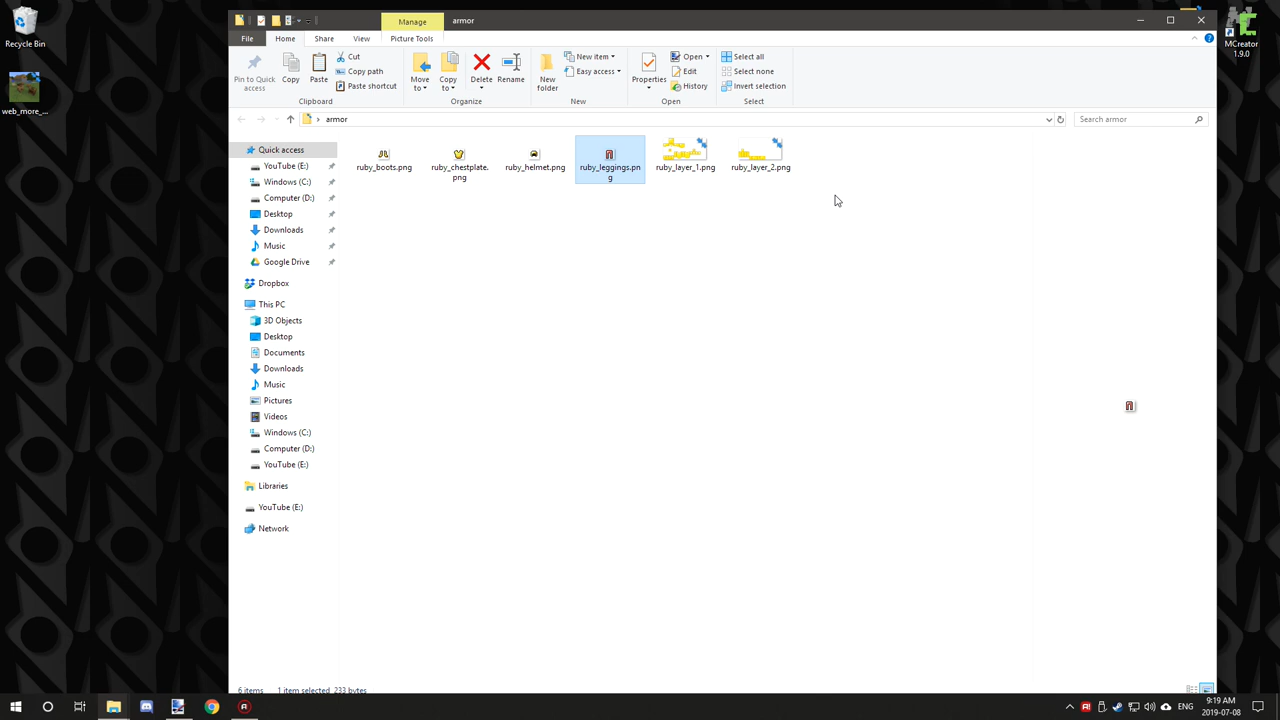 Recycle Bin
web_more_...
MCreator
1.9.0
Manage
armor
File
Home
Share
View
Picture Tools
Pin to Quick
access
Copy
Paste
Cut
Copy path
Paste shortcut
Clipboard
Move
to
Copy
to
Delete
Rename
Organize
New
folder
New item
Easy access
New
Properties
Open
Edit
History
Open
Select all
Select none
Invert selection
Select
armor
Search armor
Quick access
YouTube (E:)
Windows (C:)
Computer (D:)
Desktop
Downloads
Music
Google Drive
Dropbox
This PC
3D Objects
Desktop
Documents
Downloads
Music
Pictures
Videos
Windows (C:)
Computer (D:)
YouTube (E:)
Libraries
YouTube (E:)
Network
ruby_boots.png
ruby_chestplate.
png
ruby_helmet.png
ruby_leggings.pn
g
ruby_layer_1.png
ruby_layer_2.png
6 items
1 item selected
233 bytes
ENG
9:19 AM
2019-07-08